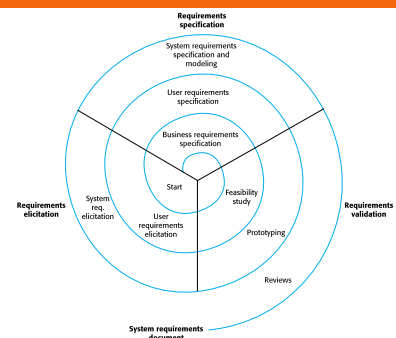 Requirements
specification
System requirements
specification and
modeling
User requirements
specification
Business requirements
specification
Start
Feasibility
study
System
req.
elicitation
User
requirements
elicitation
Requirements
elicitation
Requirements
validation
Prototyping
Reviews
System requirements
document